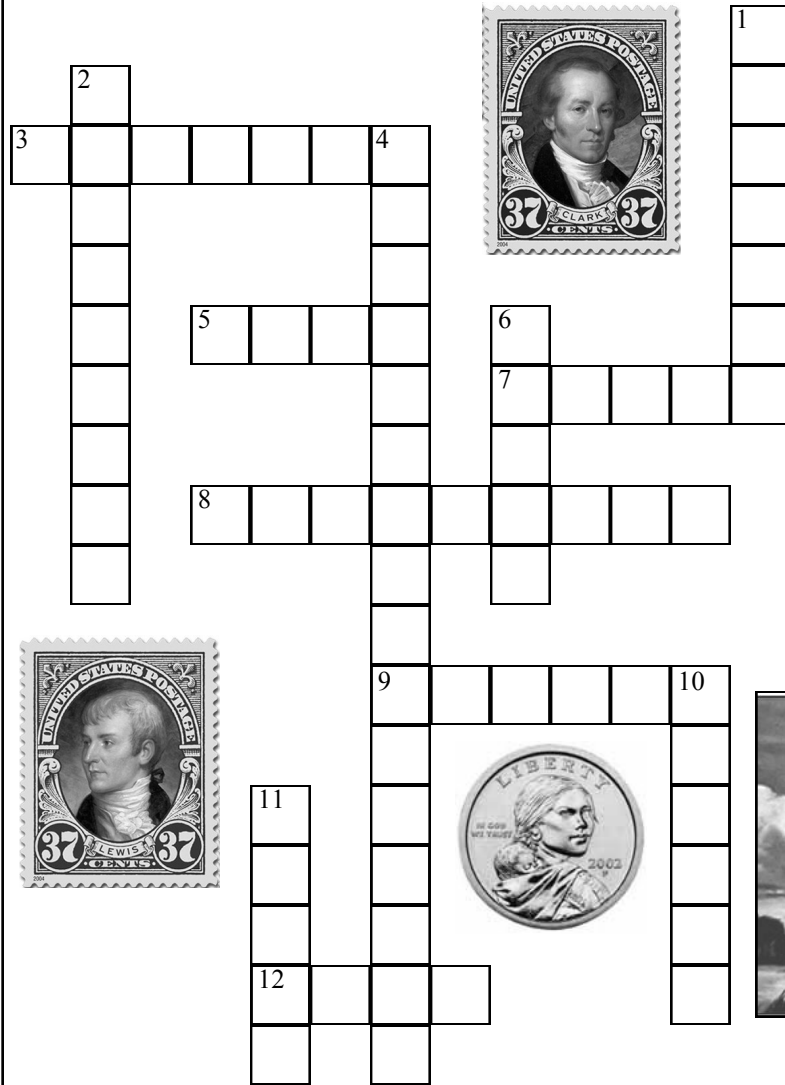 1
UNITED STATES POSTAGE
37 CLARK 37
CENTS
2004
2
3
4
5
6
7
8
9
10
UNITED STATES POSTAGE
37 LEWIS 37
CENTS
2004
LIBERTY
IN GOD
WE TRUST
2002
P
11
12